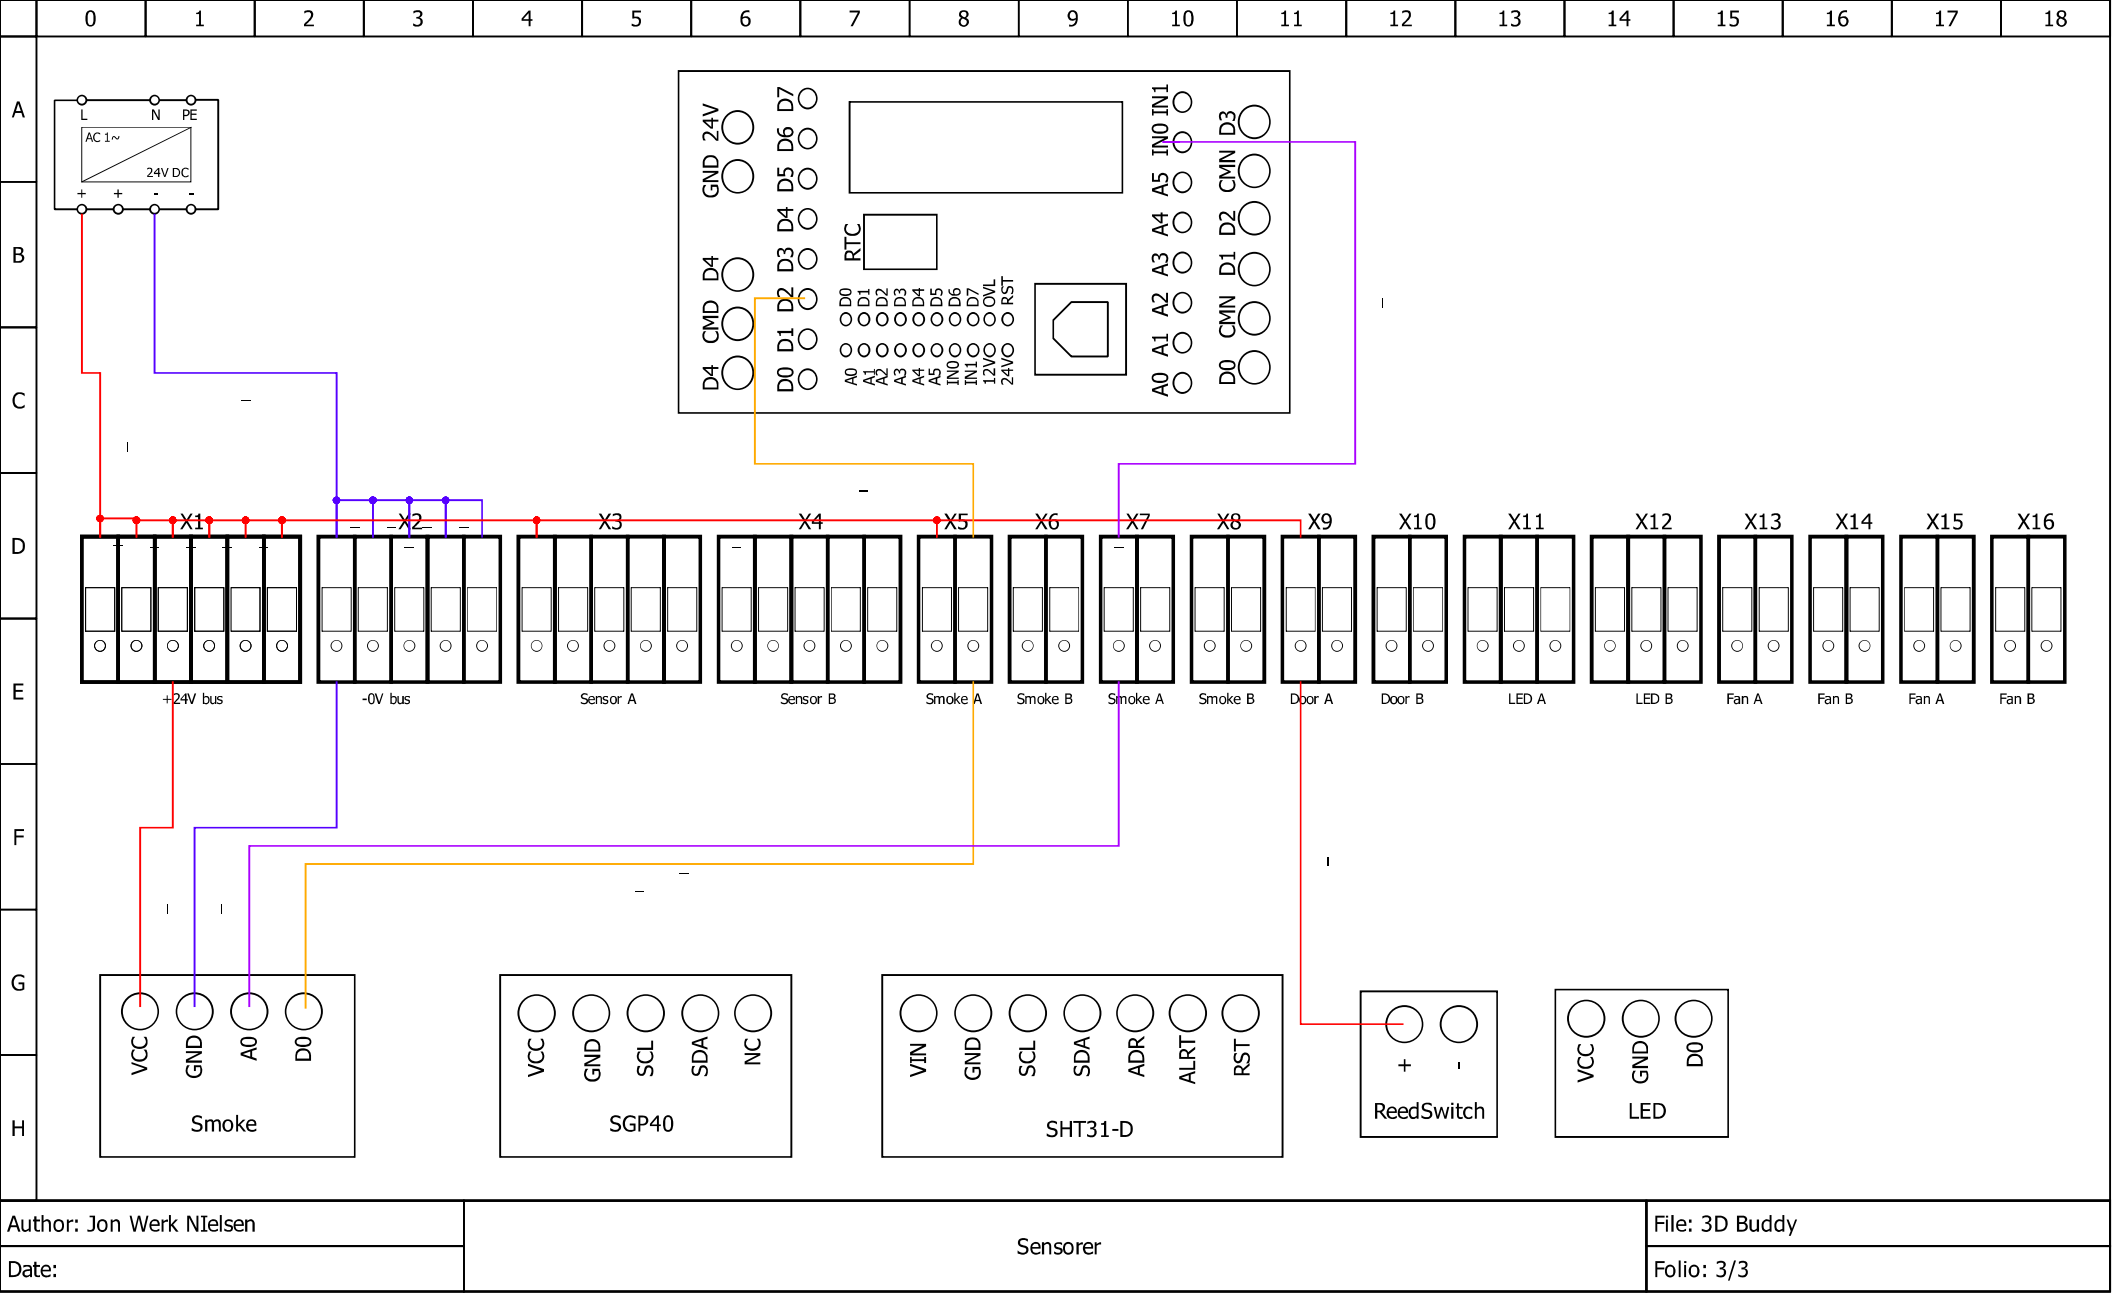 0 1 2 3 4 5 6 7 8 9 10 11 12 13 14 15 16 17 18
A
B
C
D
E
F
G
H
L N PE
AC 1~
24V DC
+ + - -
24V
GND
D4
CMD
D4
D7
D6
D5
D4
D3
D2
D1
D0
RTC
D0 D1 D2 D3 D4 D5 D6 D7 OVL RST
A0 A1 A2 A3 A4 A5 IN0 IN1 12V 24V
IN1
IN0
A5
A4
A3
A2
A1
A0
D3
CMN
D2
D1
CMN
D0
X1 X2 X3 X4 X5 X6 X7 X8 X9 X10 X11 X12 X13 X14 X15 X16
+24V bus -0V bus Sensor A Sensor B Smoke A Smoke B Smoke A Smoke B Door A Door B LED A LED B Fan A Fan B Fan A Fan B
VCC GND A0 D0
Smoke
VCC GND SCL SDA NC
SGP40
VIN GND SCL SDA ADR ALRT RST
SHT31-D
+ -
ReedSwitch
VCC GND D0
LED
Author: Jon Werk NIelsen
Date:
Sensorer
File: 3D Buddy
Folio: 3/3